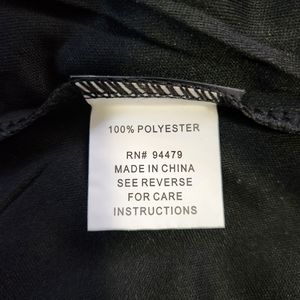 100% POLYESTER
RN# 94479
MADE IN CHINA
SEE REVERSE
FOR CARE
INSTRUCTIONS